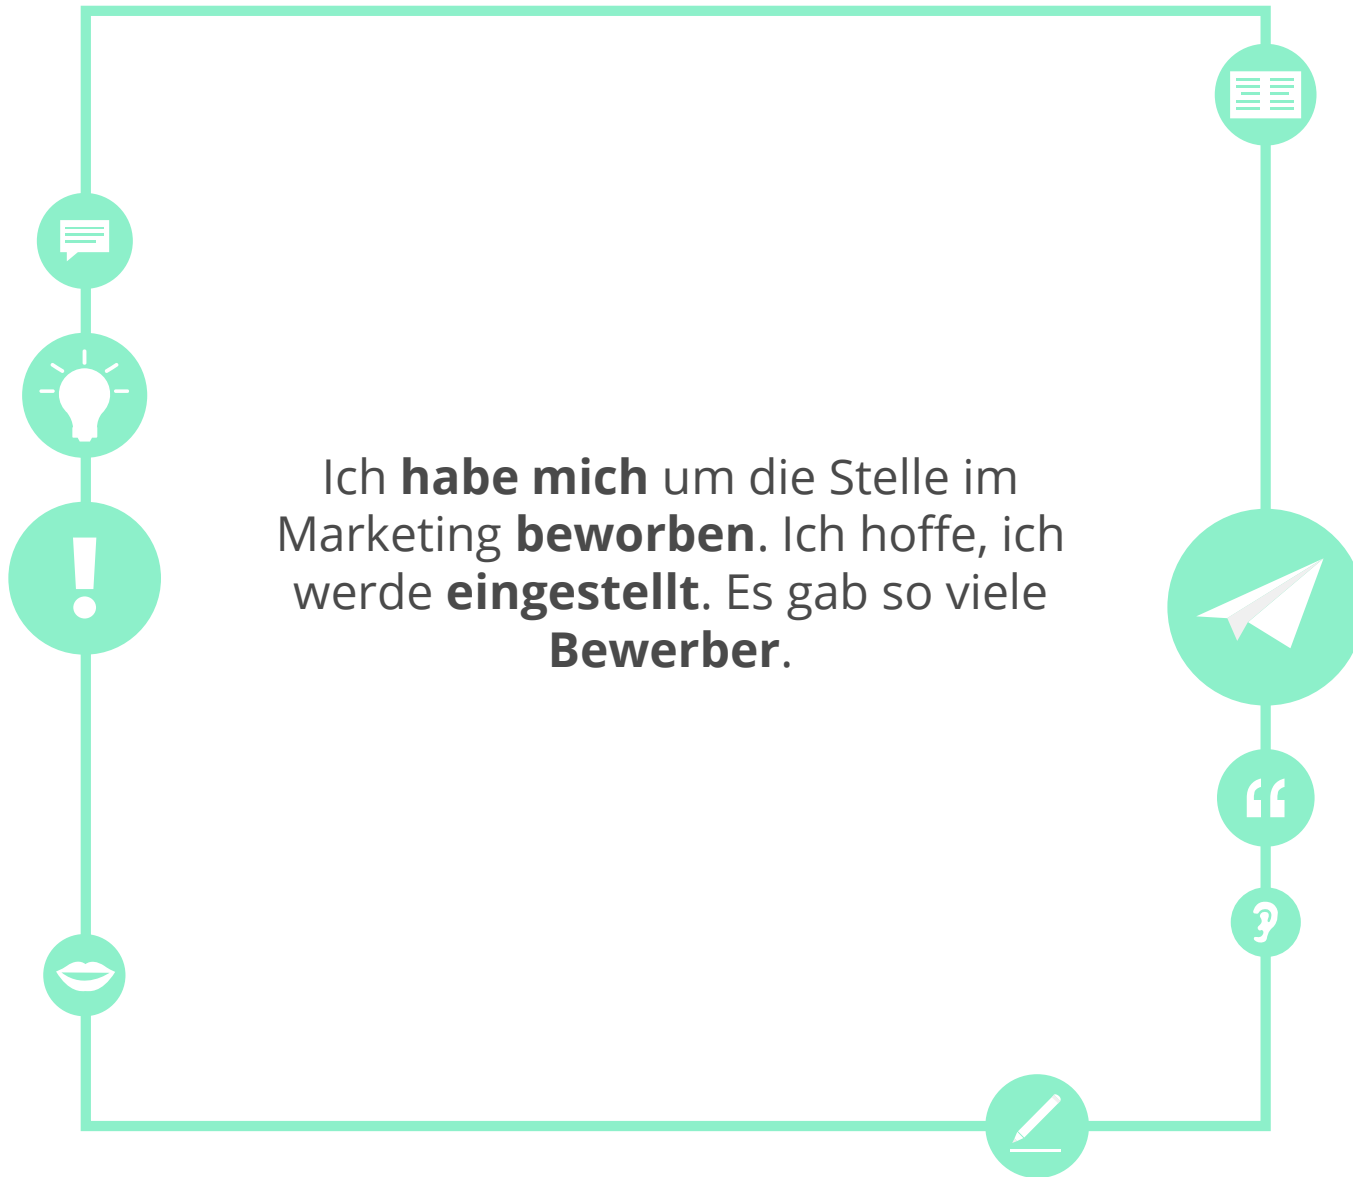 Ich habe mich um die Stelle im
Marketing beworben. Ich hoffe, ich
werde eingestellt. Es gab so viele
Bewerber.